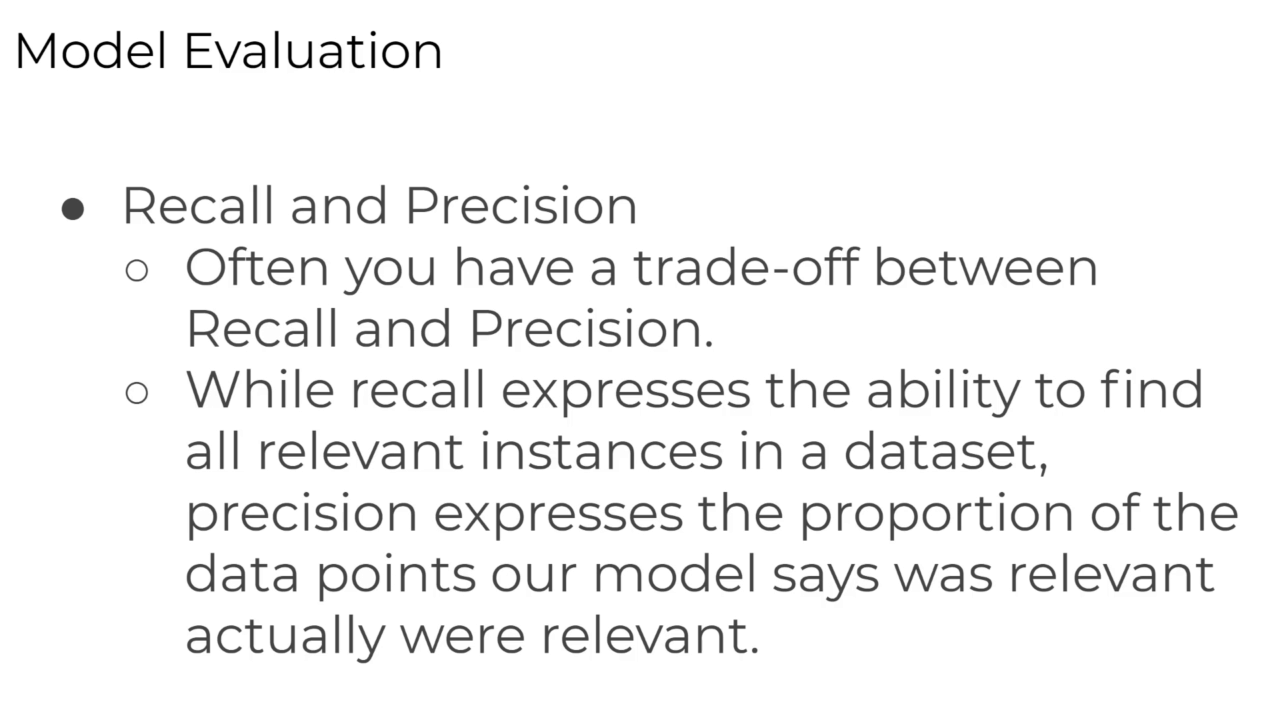 Model Evaluation
● Recall and Precision
○ Often you have a trade-off between
Recall and Precision.
○ While recall expresses the ability to find
all relevant instances in a dataset,
precision expresses the proportion of the
data points our model says was relevant
actually were relevant.